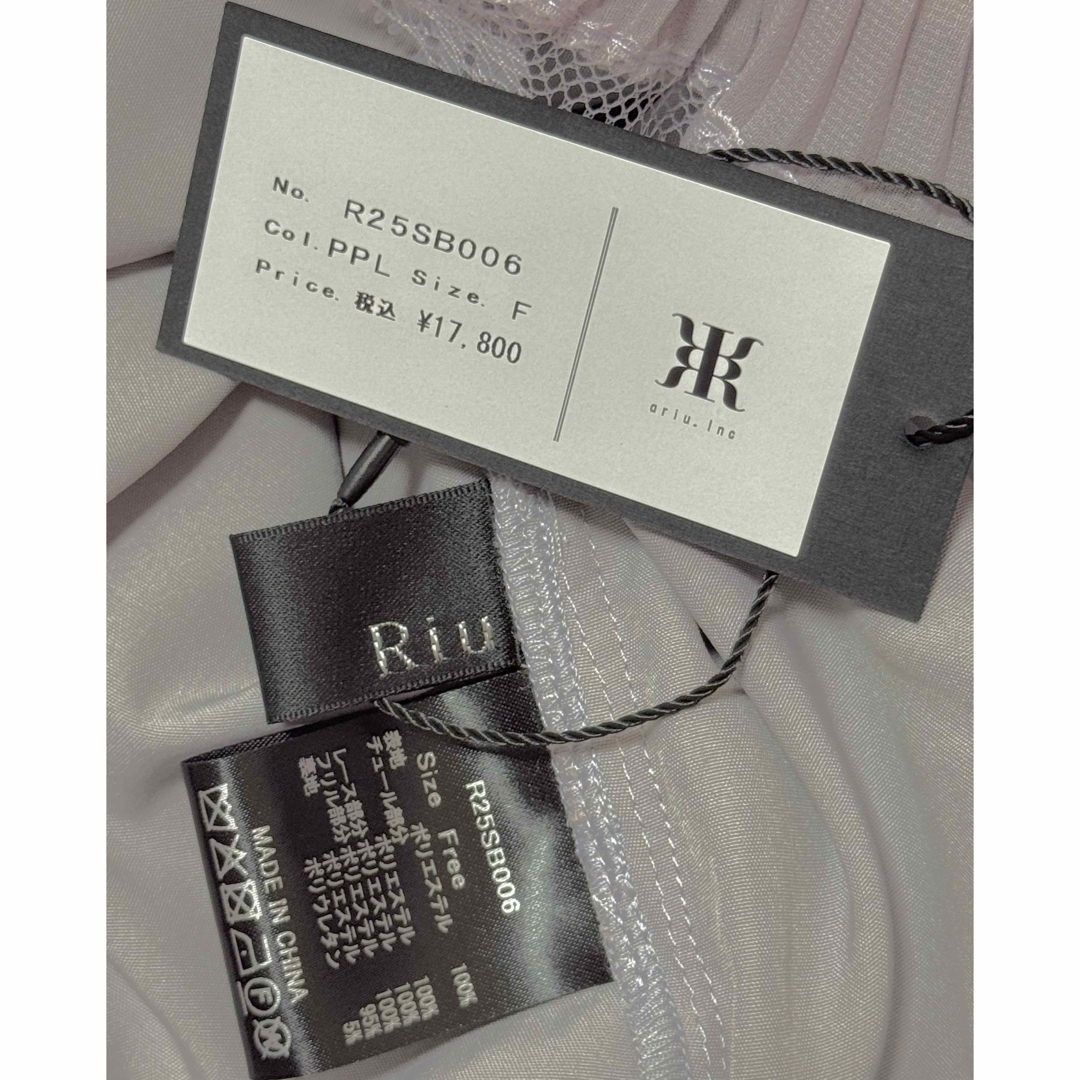 No. R25SB006
Col. PPL Size. F
Price. 税込 ¥17,800
ariu.inc
Riu
R25SB006
Size Free
表地 ポリエステル 100%
チュール部分 ポリエステル 100%
レース部分 ポリエステル 100%
フリル部分 ポリエステル 95%
裏地 ポリウレタン 5%
MADE IN CHINA
F
W